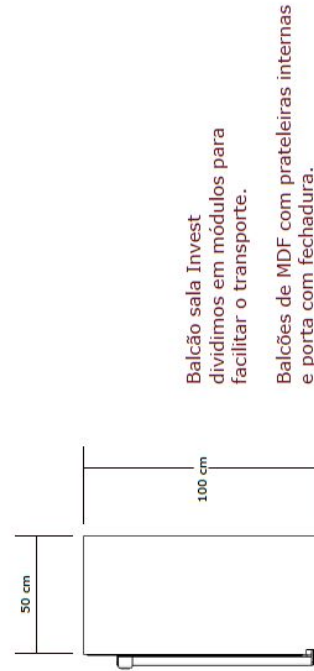 50 cm
100 cm
Balcão sala Invest
dividimos em módulos para
facilitar o transporte.
Balcões de MDF com prateleiras internas
e porta com fechadura.